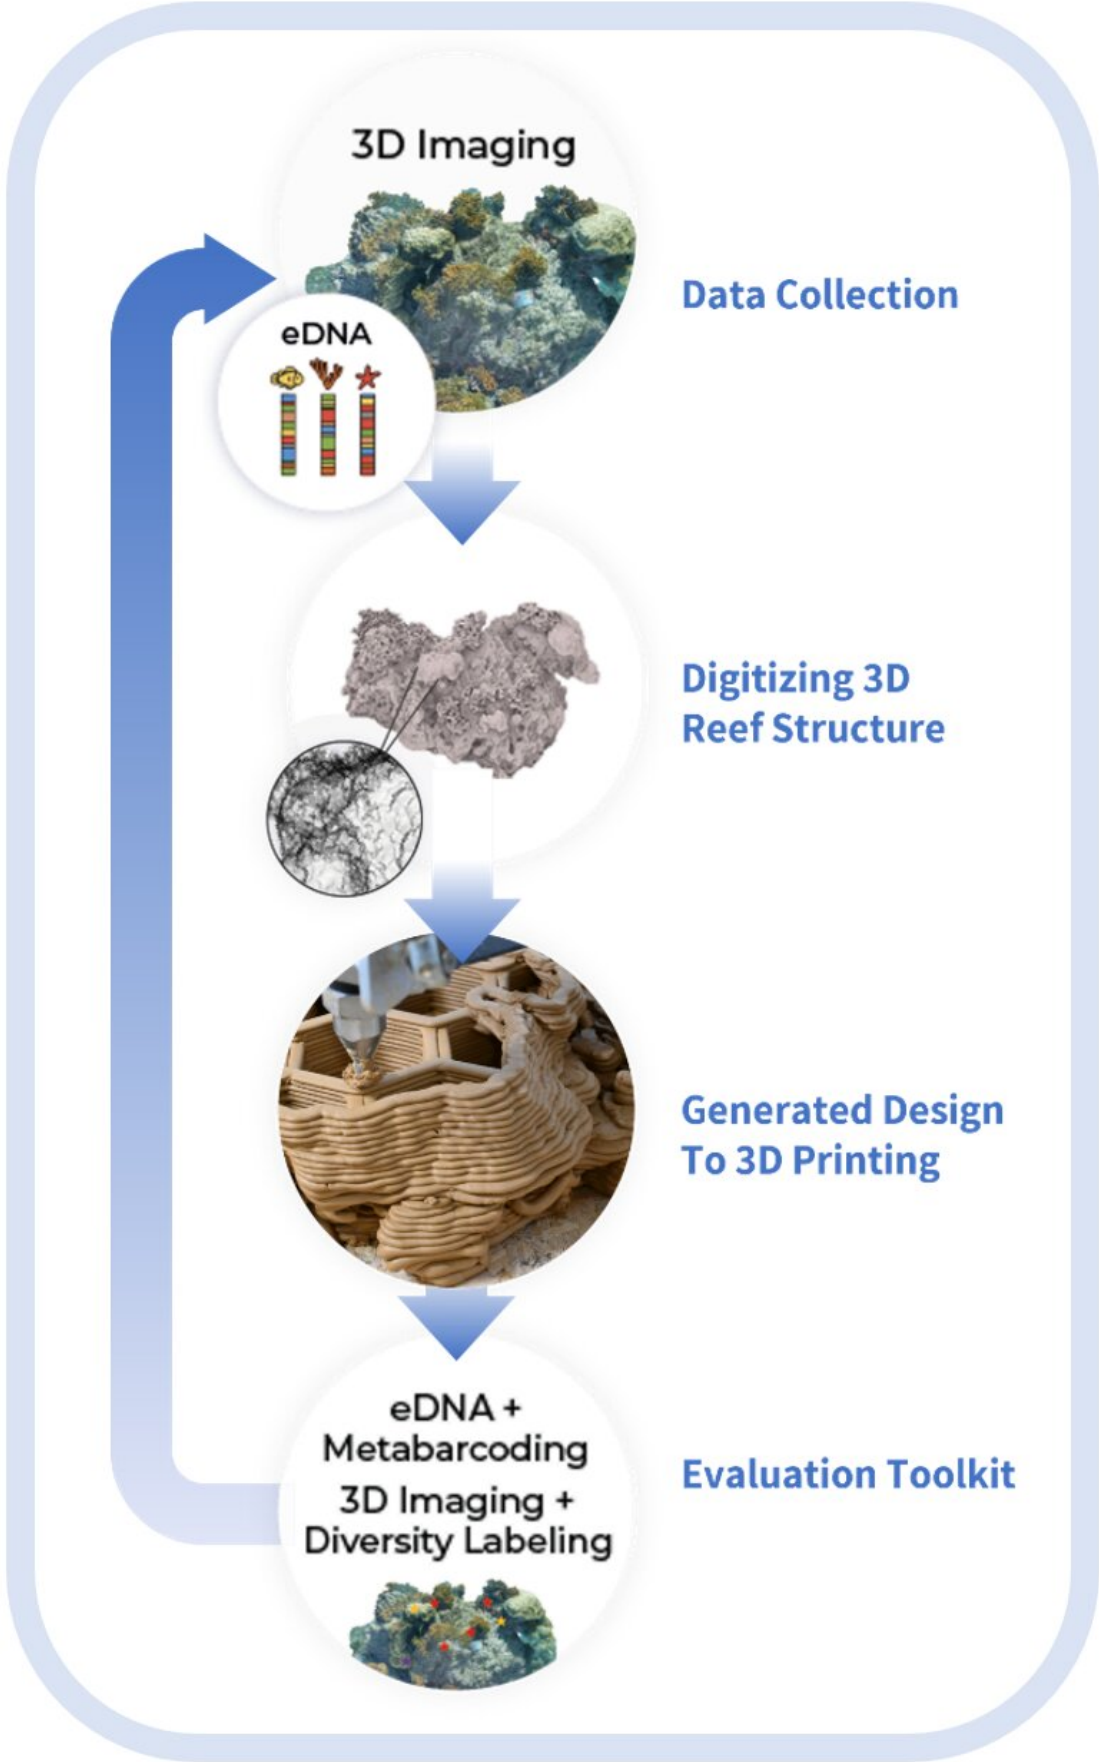 3D Imaging
Data Collection
eDNA
Digitizing 3D
Reef Structure
Generated Design
To 3D Printing
eDNA +
Metabarcoding
3D Imaging +
Diversity Labeling
Evaluation Toolkit